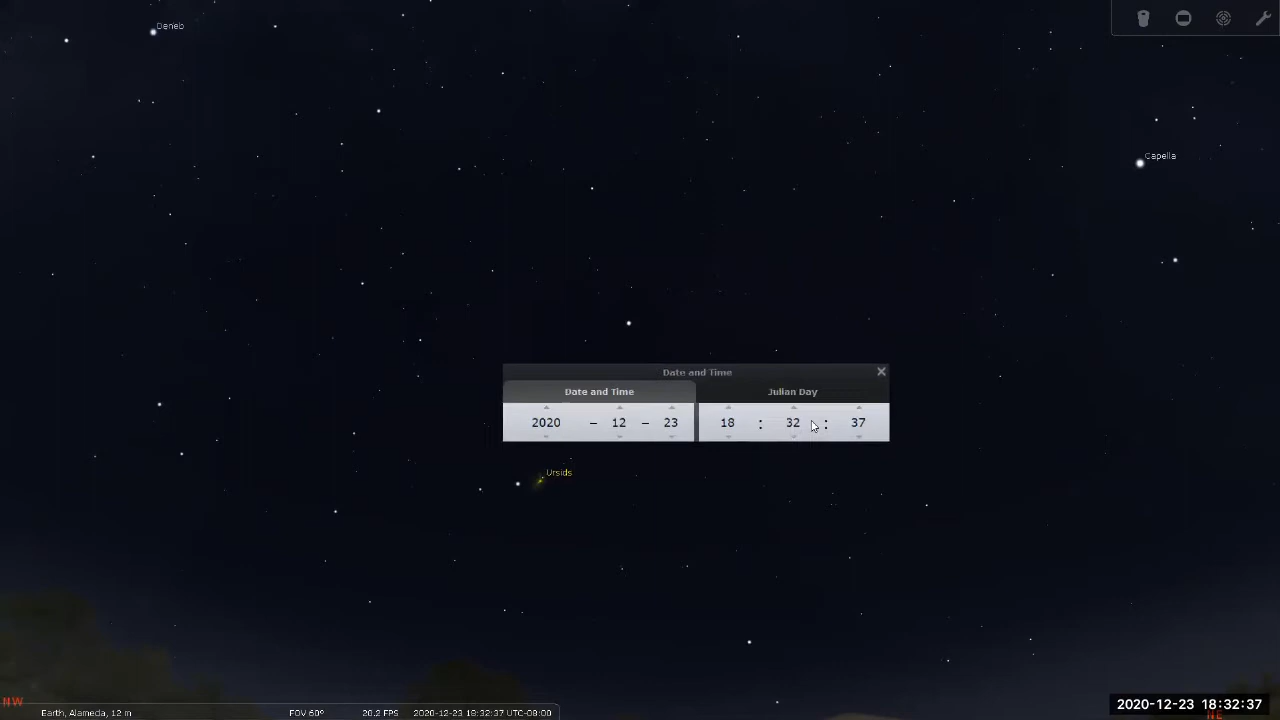 Deneb
Capella
Date and Time
Date and Time Julian Day
2020 – 12 – 23 18 : 32 : 37
Ursids
NW
NE
Earth, Alameda, 12 m FOV 60° 20.2 FPS 2020-12-23 18:32:37 UTC-08:00
2020-12-23 18:32:37